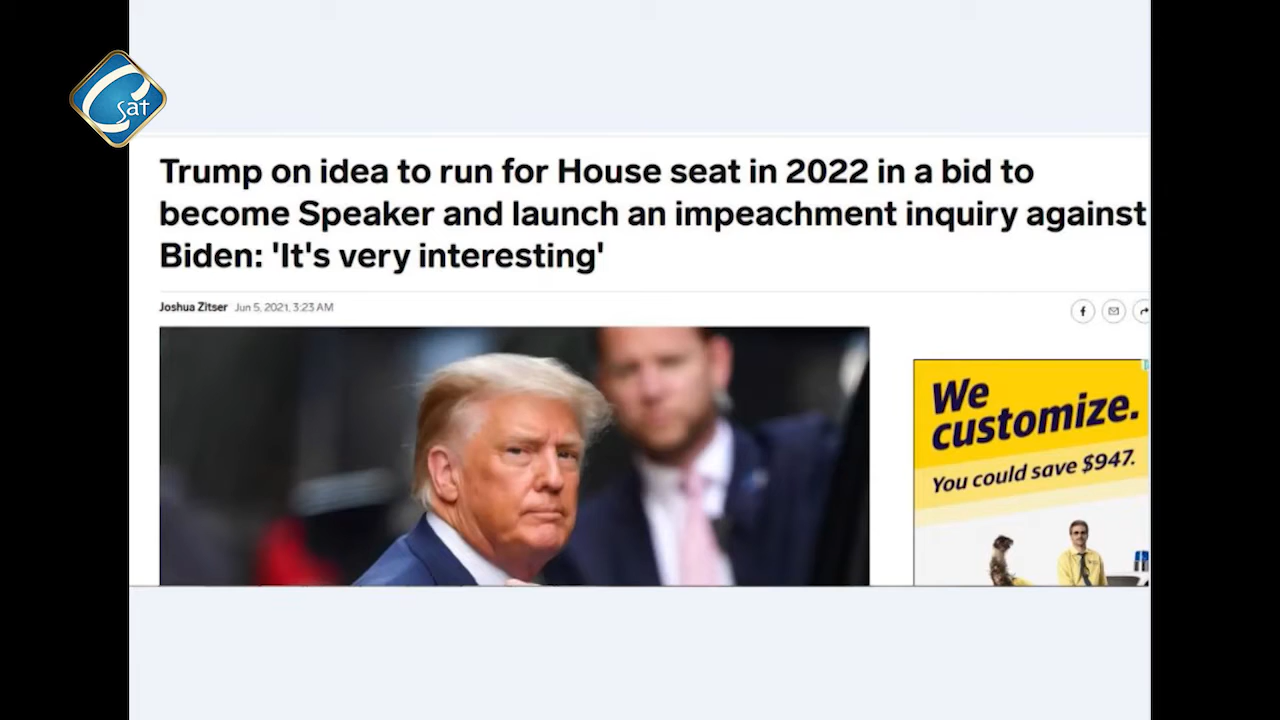 C
sat
Trump on idea to run for House seat in 2022 in a bid to
become Speaker and launch an impeachment inquiry against
Biden: 'It's very interesting'
Joshua Zitser Jun 5, 2021, 3:23 AM
f
We
customize.
You could save $947.